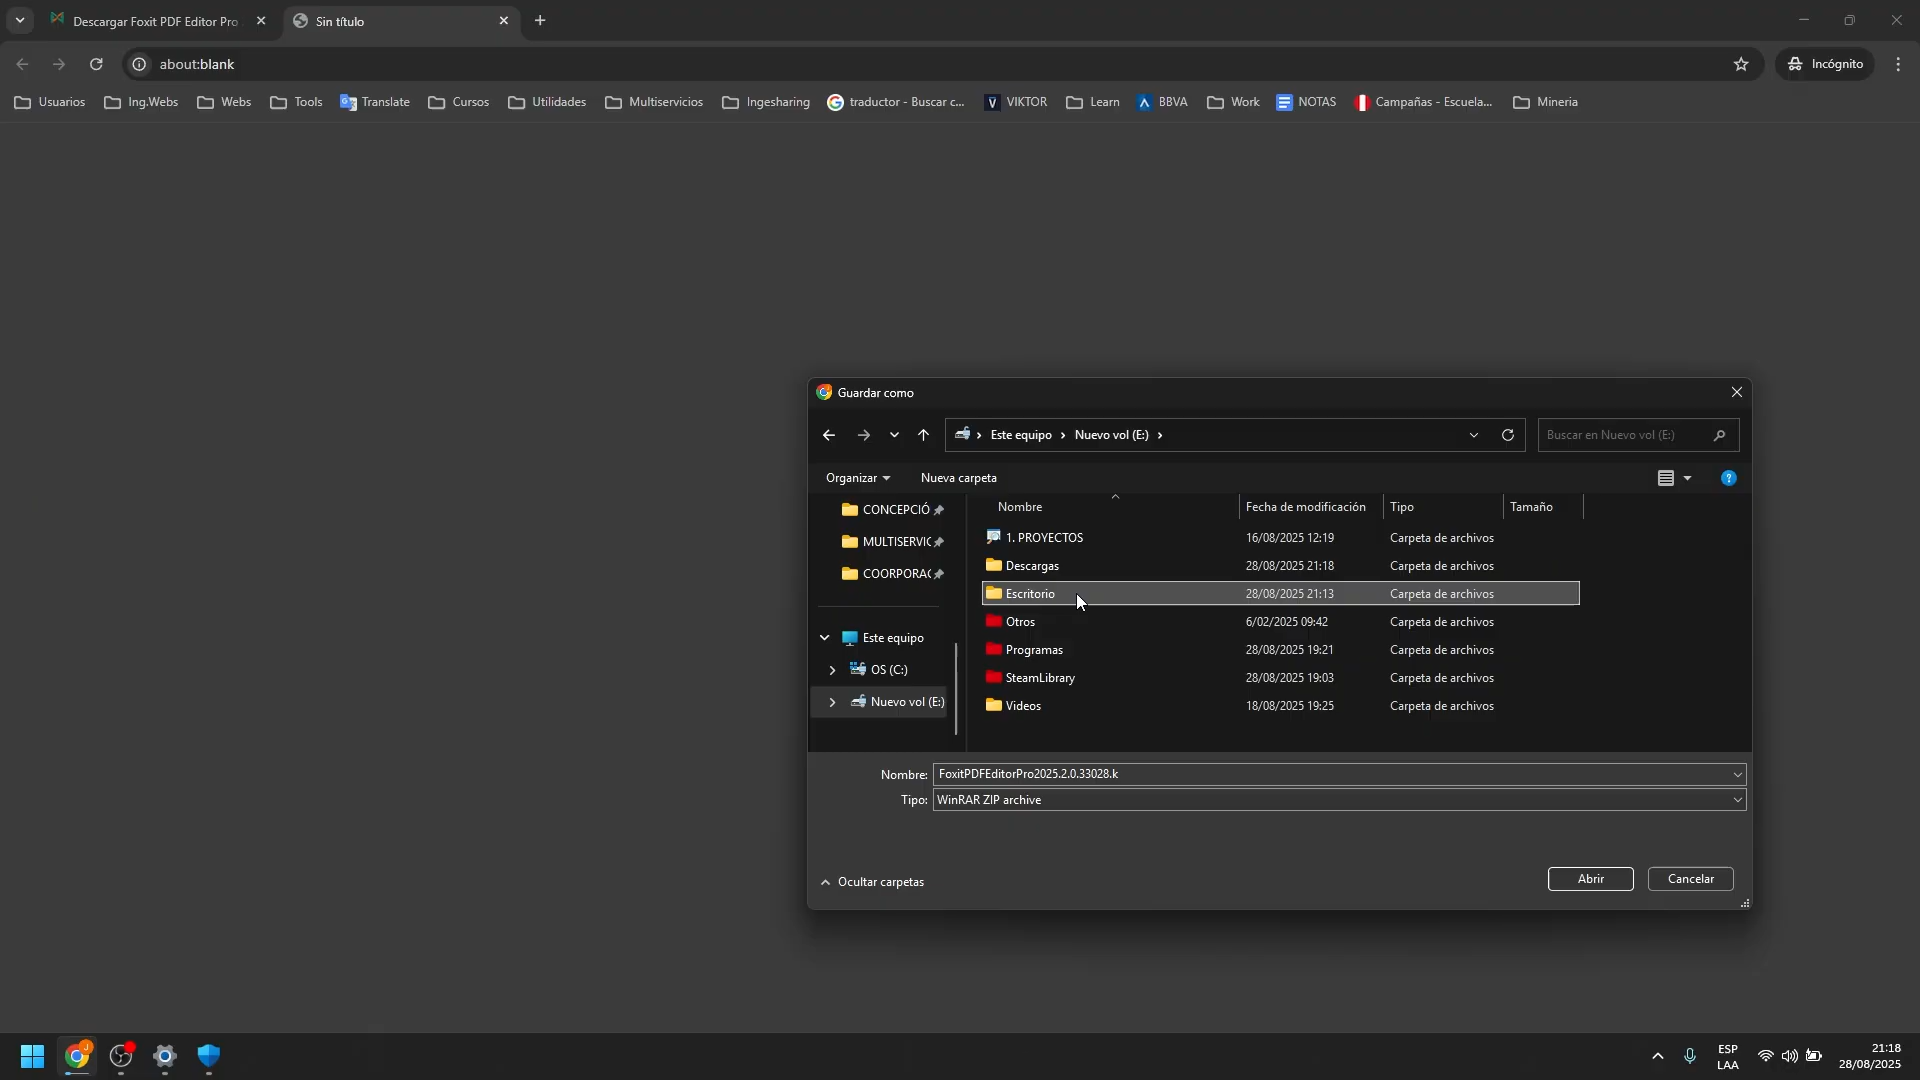 Descargar Foxit PDF Editor Pro
Sin título
about:blank
Incógnito
Usuarios
Ing.Webs
Webs
Tools
Translate
Cursos
Utilidades
Multiservicios
Ingesharing
traductor - Buscar c...
VIKTOR
Learn
BBVA
Work
NOTAS
Campañas - Escuela...
Mineria
Guardar como
Este equipo > Nuevo vol (E:) >
Buscar en Nuevo vol (E:)
Organizar
Nueva carpeta
CONCEPCIÓ
MULTISERVIC
COORPORAC
Este equipo
OS (C:)
Nuevo vol (E:)
Nombre Fecha de modificación Tipo Tamaño
1. PROYECTOS 16/08/2025 12:19 Carpeta de archivos
Descargas 28/08/2025 21:18 Carpeta de archivos
Escritorio 28/08/2025 21:13 Carpeta de archivos
Otros 6/02/2025 09:42 Carpeta de archivos
Programas 28/08/2025 19:21 Carpeta de archivos
SteamLibrary 28/08/2025 19:03 Carpeta de archivos
Videos 18/08/2025 19:25 Carpeta de archivos
Nombre: FoxitPDFEditorPro2025.2.0.33028.k
Tipo: WinRAR ZIP archive
Ocultar carpetas
Abrir
Cancelar
ESP
LAA
21:18
28/08/2025